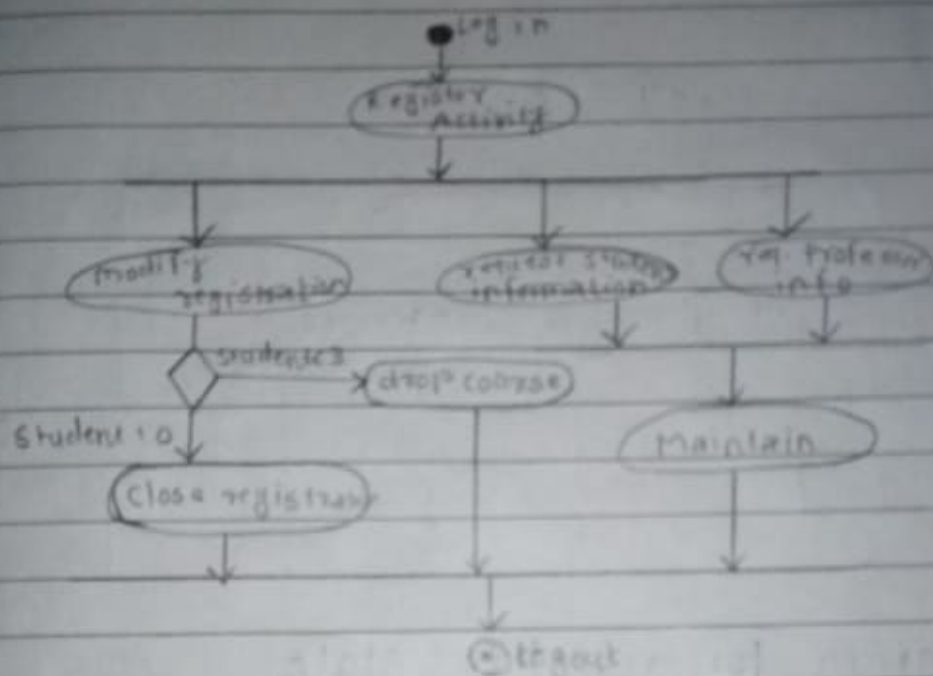 Log in
Register
Activity
modify
registration
request student
information
req. Professor
info
student<3
drop course
Student : 0
Maintain
Close registration
logout